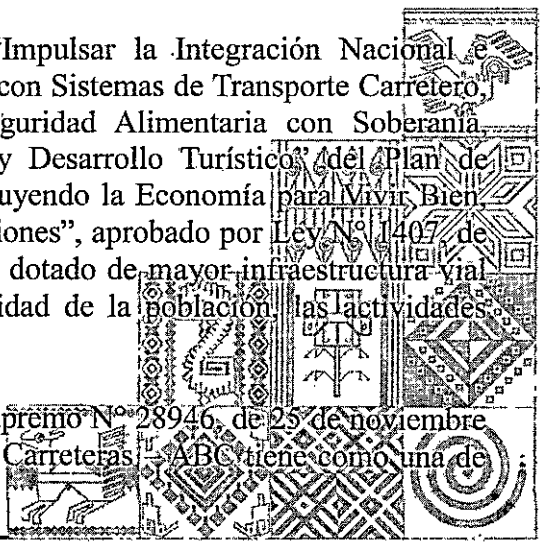 “Impulsar la Integración Nacional e
con Sistemas de Transporte Carretero,
guridad Alimentaria con Soberanía,
y Desarrollo Turístico” del Plan de
uyendo la Economía para Vivir Bien,
iones”, aprobado por Ley N° 1407, de
dotado de mayor infraestructura vial
idad de la población, las actividades
premo N° 28946, de 25 de noviembre
Carreteras – ABC tiene como una de